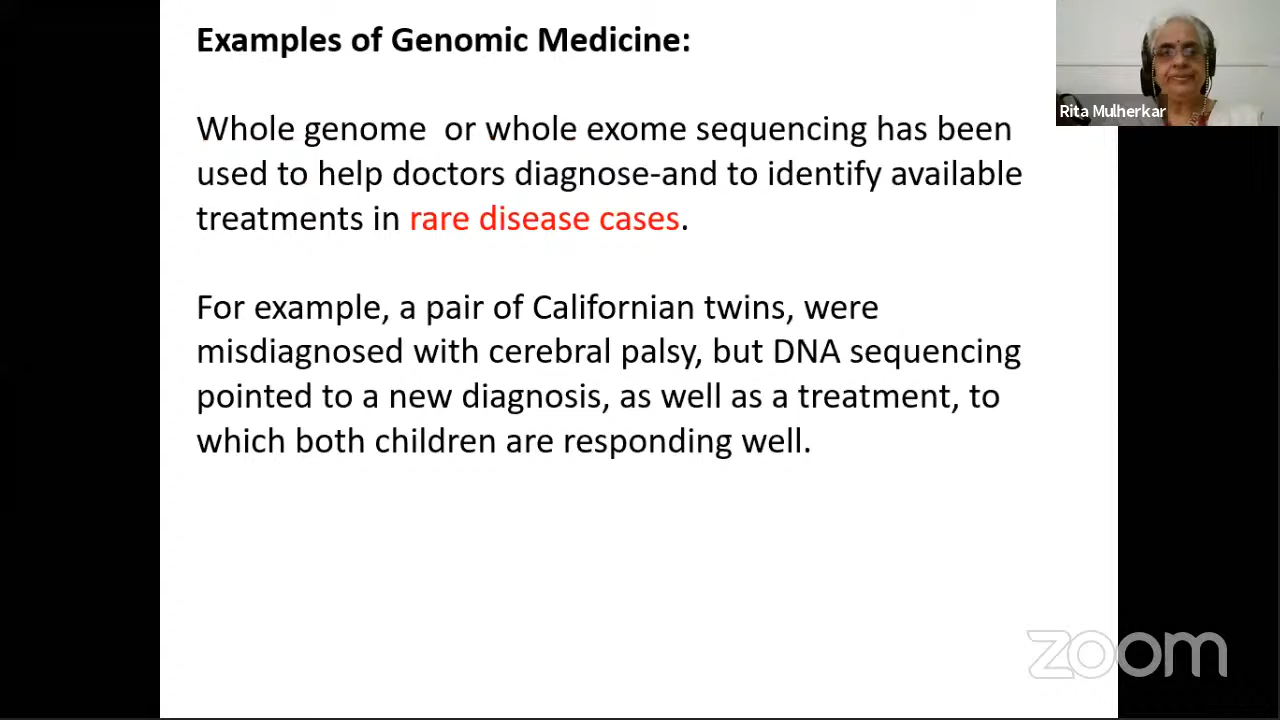 Examples of Genomic Medicine:
Rita Mulherkar
Whole genome or whole exome sequencing has been
used to help doctors diagnose-and to identify available
treatments in rare disease cases.
For example, a pair of Californian twins, were
misdiagnosed with cerebral palsy, but DNA sequencing
pointed to a new diagnosis, as well as a treatment, to
which both children are responding well.
zoom